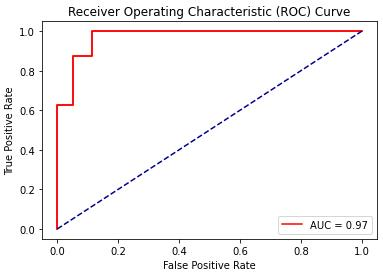 Receiver Operating Characteristic (ROC) Curve
1.0
0.8
0.6
0.4
0.2
0.0
True Positive Rate
AUC = 0.97
0.0 0.2 0.4 0.6 0.8 1.0
False Positive Rate